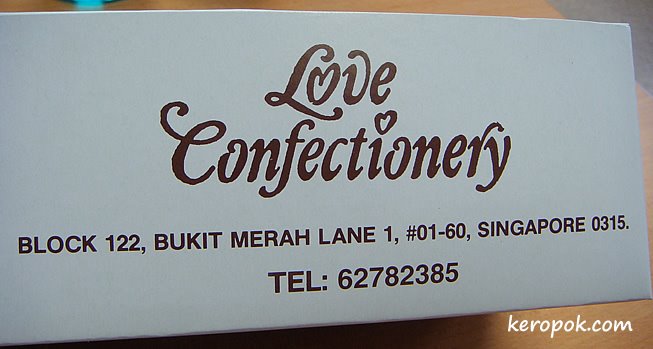 Love
Confectionery
BLOCK 122, BUKIT MERAH LANE 1, #01-60, SINGAPORE 0315.
TEL: 62782385
keropok.com